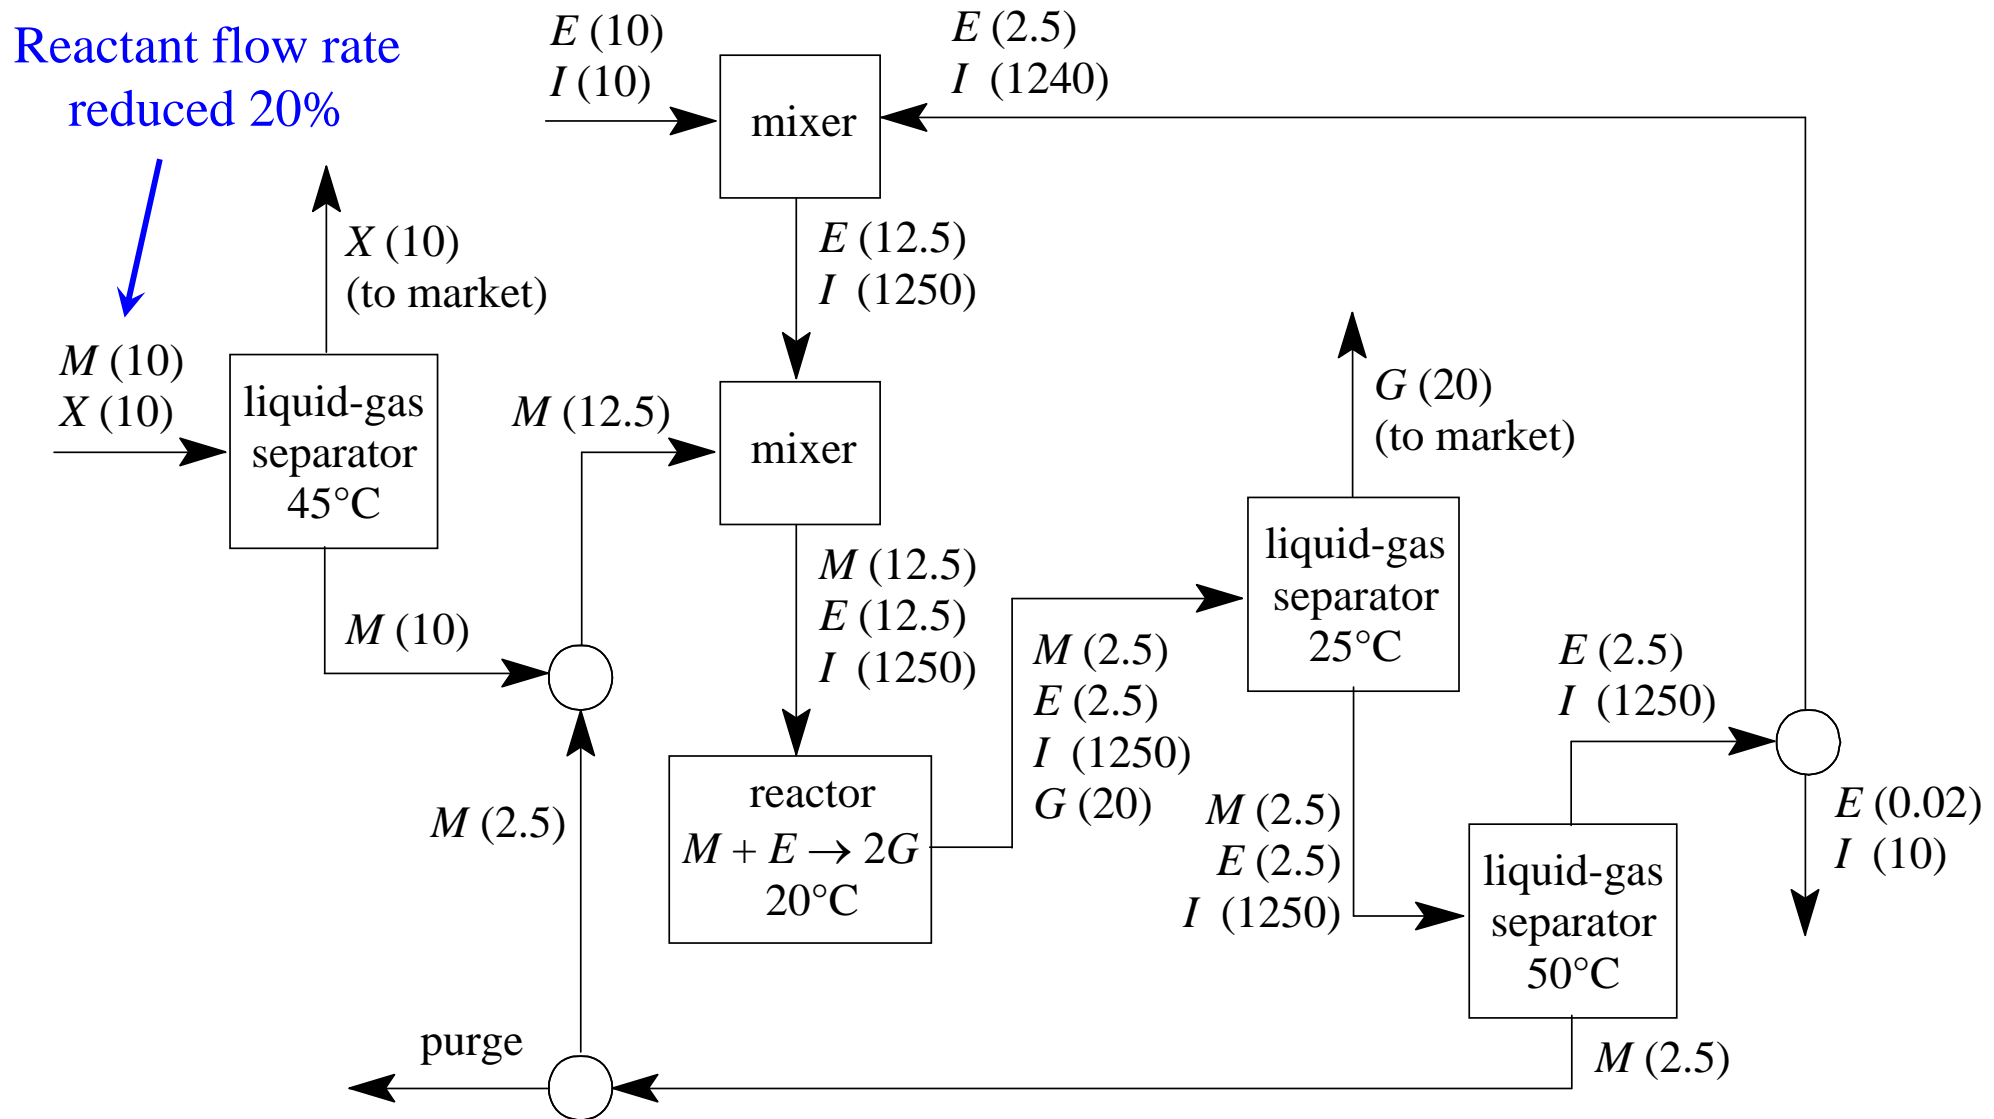 Reactant flow rate
reduced 20%
E (10)
I (10)
mixer
E (2.5)
I (1240)
X (10)
(to market)
E (12.5)
I (1250)
M (10)
X (10)
liquid-gas
separator
45°C
M (12.5)
mixer
G (20)
(to market)
M (10)
M (12.5)
E (12.5)
I (1250)
liquid-gas
separator
25°C
M (2.5)
E (2.5)
I (1250)
G (20)
E (2.5)
I (1250)
M (2.5)
reactor
M + E → 2G
20°C
M (2.5)
E (2.5)
I (1250)
liquid-gas
separator
50°C
E (0.02)
I (10)
purge
M (2.5)